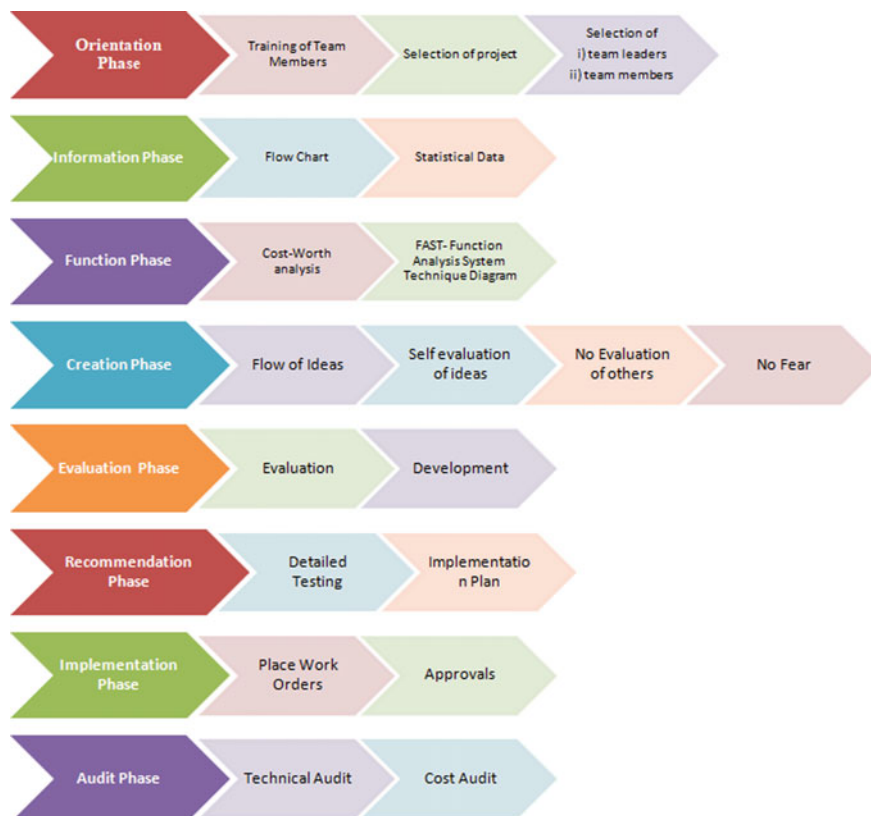 Orientation
Phase
Training of Team
Members
Selection of project
Selection of
i) team leaders
ii) team members
Information Phase
Flow Chart
Statistical Data
Function Phase
Cost-Worth
analysis
FAST- Function
Analysis System
Technique Diagram
Creation Phase
Flow of Ideas
Self evaluation
of ideas
No Evaluation
of others
No Fear
Evaluation Phase
Evaluation
Development
Recommendation
Phase
Detailed
Testing
Implementatio
n Plan
Implementation
Phase
Place Work
Orders
Approvals
Audit Phase
Technical Audit
Cost Audit